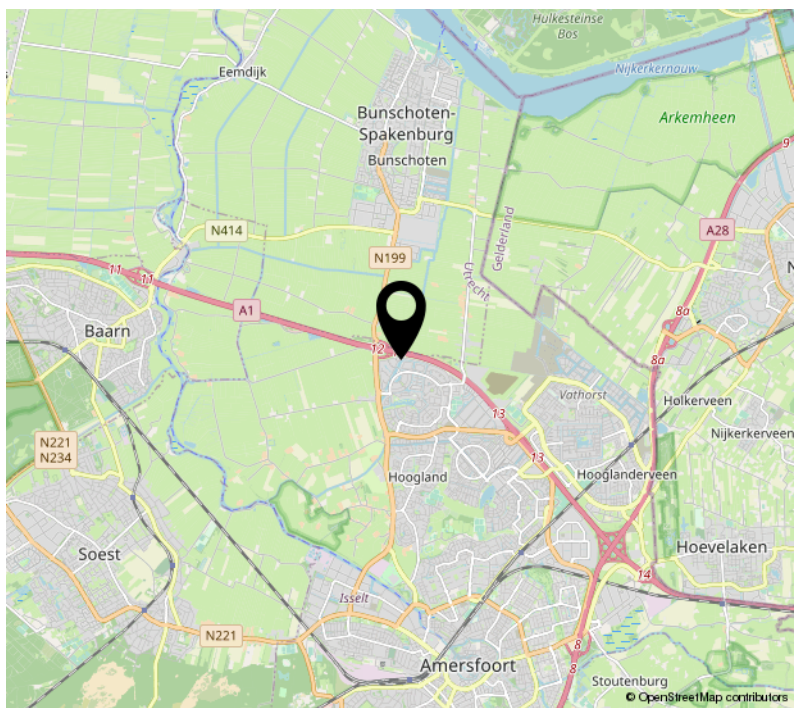 Hulkesteinse
Bos
Eemdijk
Nijkerkernauw
Bunschoten-
Spakenburg
Arkemheen
Bunschoten
9
N414
A28
Gelderland
N199
Utrecht
11
11
A1
8a
Baarn
12
8a
Vathorst
Holkerveen
13
N221
N234
Nijkerkerveen
13
Hoogland
Hooglanderveen
Soest
Hoevelaken
14
Isselt
N221
8
Amersfoort
8
Stoutenburg
© OpenStreetMap contributors